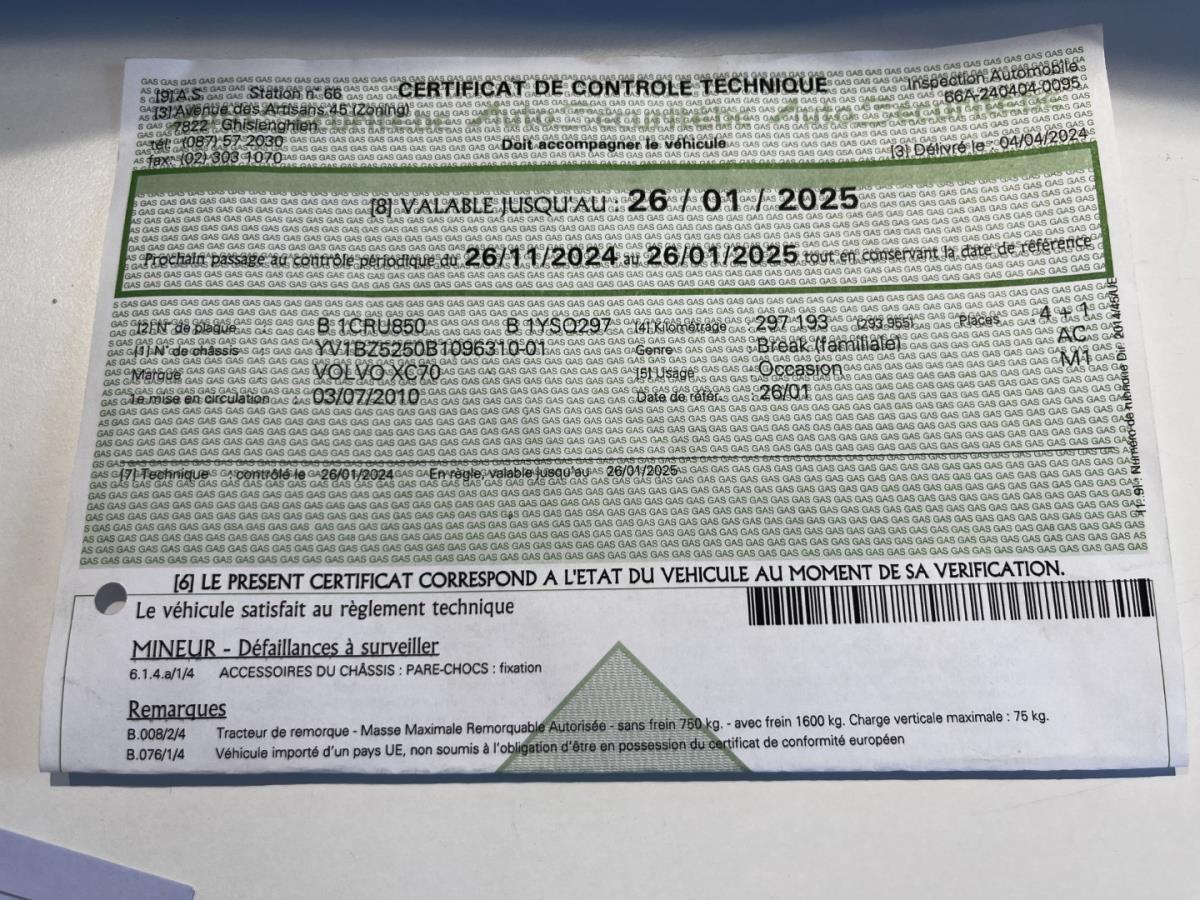 [9] A.S. Station n° 66
CERTIFICAT DE CONTROLE TECHNIQUE
Inspection Automobile
[3] Avenue des Artisans 45 (Zoning)
66A-240404-0095
7822 Ghislenghien
tél: (087) 57 2030
Doit accompagner le véhicule
fax: (02) 303 1070
[3] Délivré le : 04/04/2024
[8] VALABLE JUSQU'AU : 26 / 01 / 2025
Prochain passage au contrôle périodique du 26/11/2024 au 26/01/2025 tout en conservant la date de référence
[2] N° de plaque B 1CRU850 B 1YSQ297 [4] Kilométrage : 297 193 (293 955) Places 4 + 1
[1] N° de châssis YV1BZ5250B1096310-01 Genre : Break (familiale) AC
Marque VOLVO XC70 [5] Usage : Occasion M1
1e mise en circulation : 03/07/2010 Date de référ. : 26/01
[7] Technique contrôlé le 26/01/2024 En règle, valable jusqu'au 26/01/2025
[6] LE PRESENT CERTIFICAT CORRESPOND A L'ETAT DU VEHICULE AU MOMENT DE SA VERIFICATION.
Le véhicule satisfait au règlement technique
MINEUR - Défaillances à surveiller
6.1.4.a/1/4 ACCESSOIRES DU CHÂSSIS : PARE-CHOCS : fixation
Remarques
B.008/2/4 Tracteur de remorque - Masse Maximale Remorquable Autorisée - sans frein 750 kg. - avec frein 1600 kg. Charge verticale maximale : 75 kg.
B.076/1/4 Véhicule importé d'un pays UE, non soumis à l'obligation d'être en possession du certificat de conformité européen